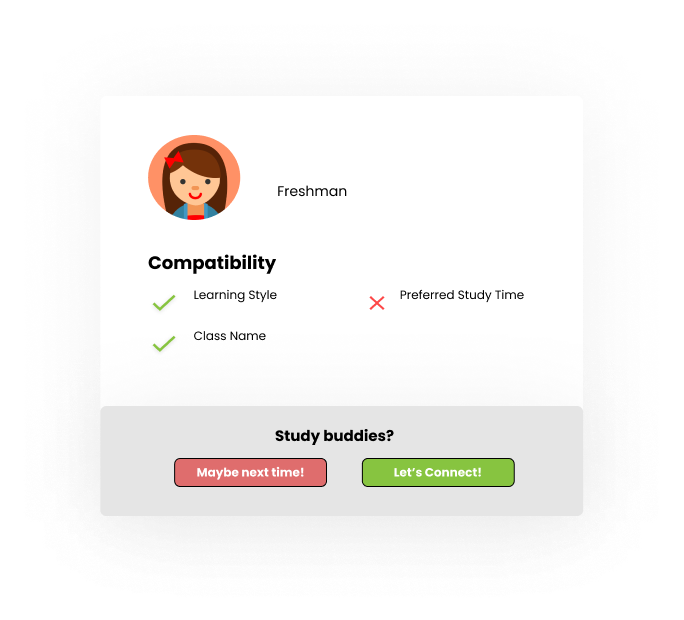 Freshman
Compatibility
Learning Style
Preferred Study Time
Class Name
Study buddies?
Maybe next time!
Let’s Connect!